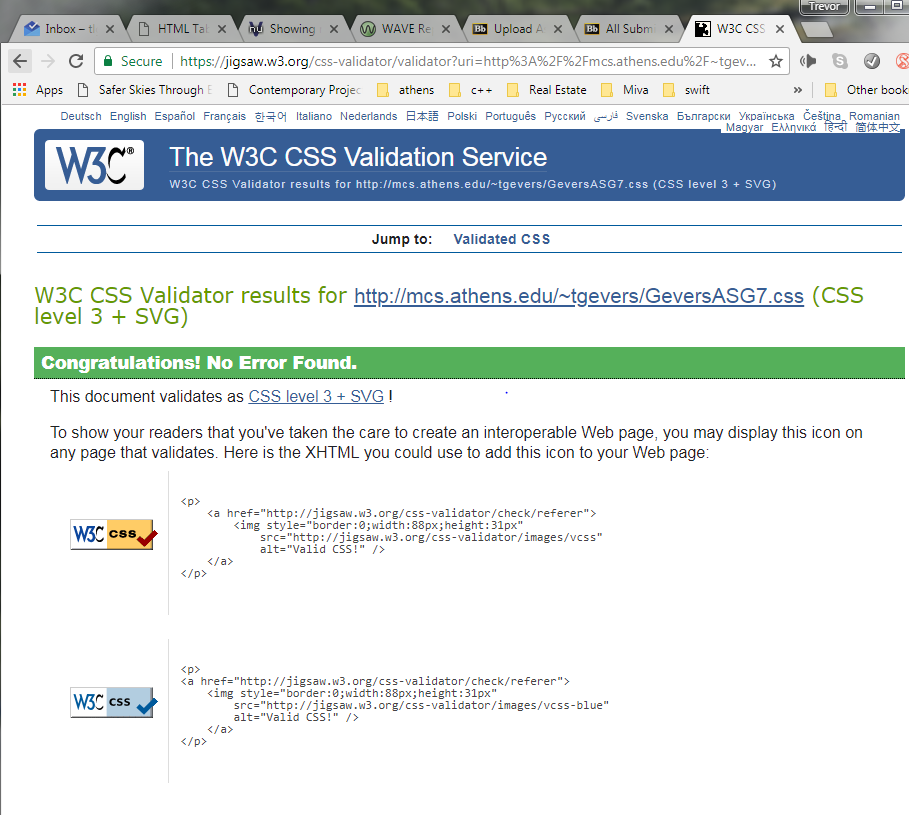 Trevor
Inbox – t
HTML Tal
Showing
WAVE Re
Upload A
All Subm
W3C CSS
Secure https://jigsaw.w3.org/css-validator/validator?uri=http%3A%2F%2Fmcs.athens.edu%2F~tgev...
Apps Safer Skies Through E Contemporary Projec athens c++ Real Estate Miva swift » Other book
Deutsch English Español Français 한국어 Italiano Nederlands 日本語 Polski Português Русский فارسی Svenska Български Українська Čeština Romanian
Magyar Ελληνικά हिन्दी 简体中文
W3C®
The W3C CSS Validation Service
W3C CSS Validator results for http://mcs.athens.edu/~tgevers/GeversASG7.css (CSS level 3 + SVG)
Jump to: Validated CSS
W3C CSS Validator results for http://mcs.athens.edu/~tgevers/GeversASG7.css (CSS
level 3 + SVG)
Congratulations! No Error Found.
This document validates as CSS level 3 + SVG !
To show your readers that you've taken the care to create an interoperable Web page, you may display this icon on
any page that validates. Here is the XHTML you could use to add this icon to your Web page:
W3C css
<p>
<a href="http://jigsaw.w3.org/css-validator/check/referer">
<img style="border:0;width:88px;height:31px"
src="http://jigsaw.w3.org/css-validator/images/vcss"
alt="Valid CSS!" />
</a>
</p>
W3C css
<p>
<a href="http://jigsaw.w3.org/css-validator/check/referer">
<img style="border:0;width:88px;height:31px"
src="http://jigsaw.w3.org/css-validator/images/vcss-blue"
alt="Valid CSS!" />
</a>
</p>